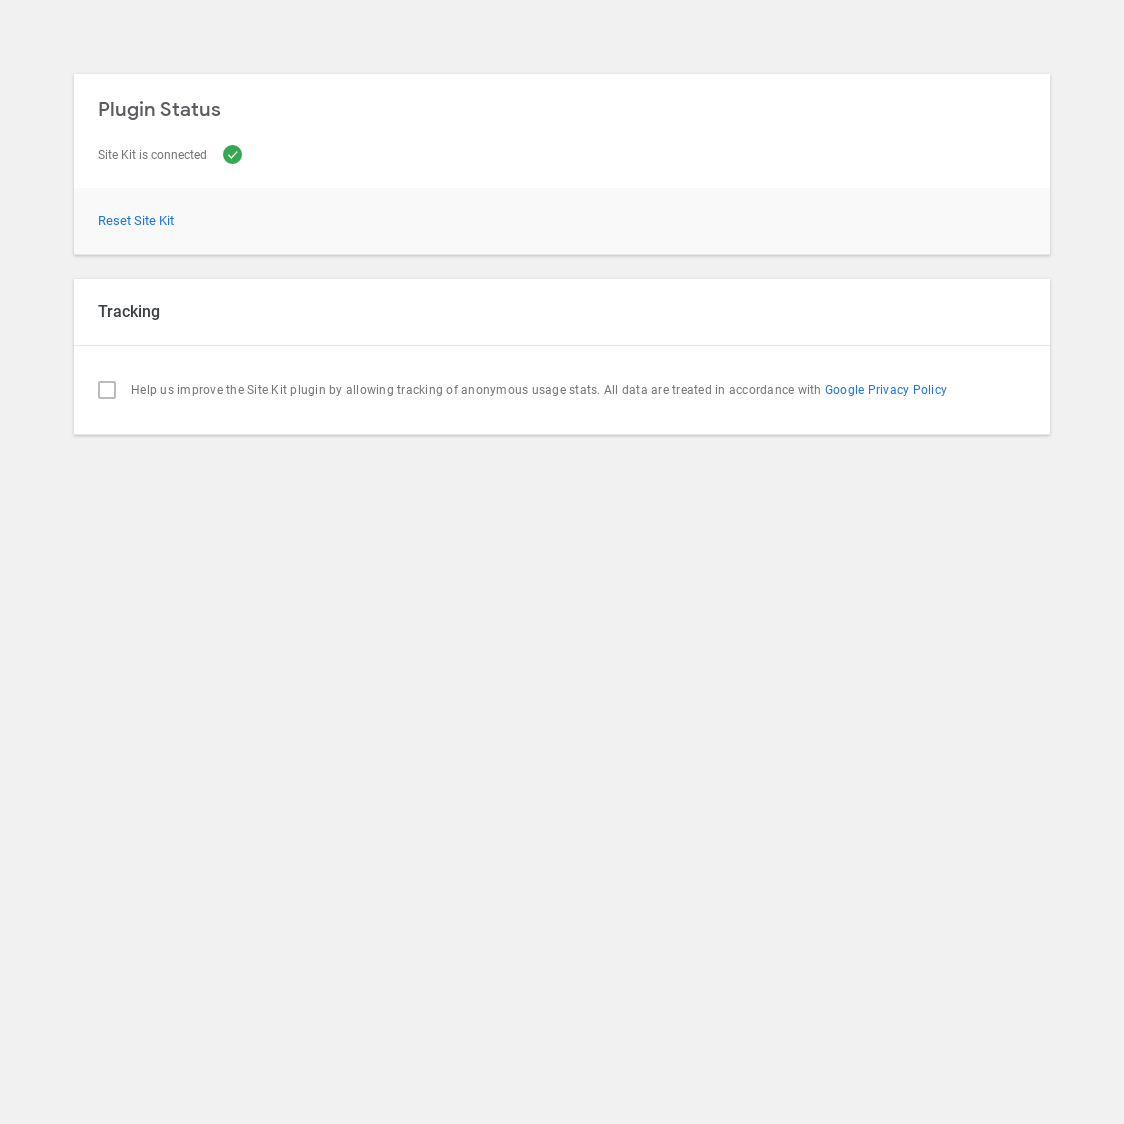 Plugin Status
Site Kit is connected
Reset Site Kit
Tracking
Help us improve the Site Kit plugin by allowing tracking of anonymous usage stats. All data are treated in accordance with Google Privacy Policy